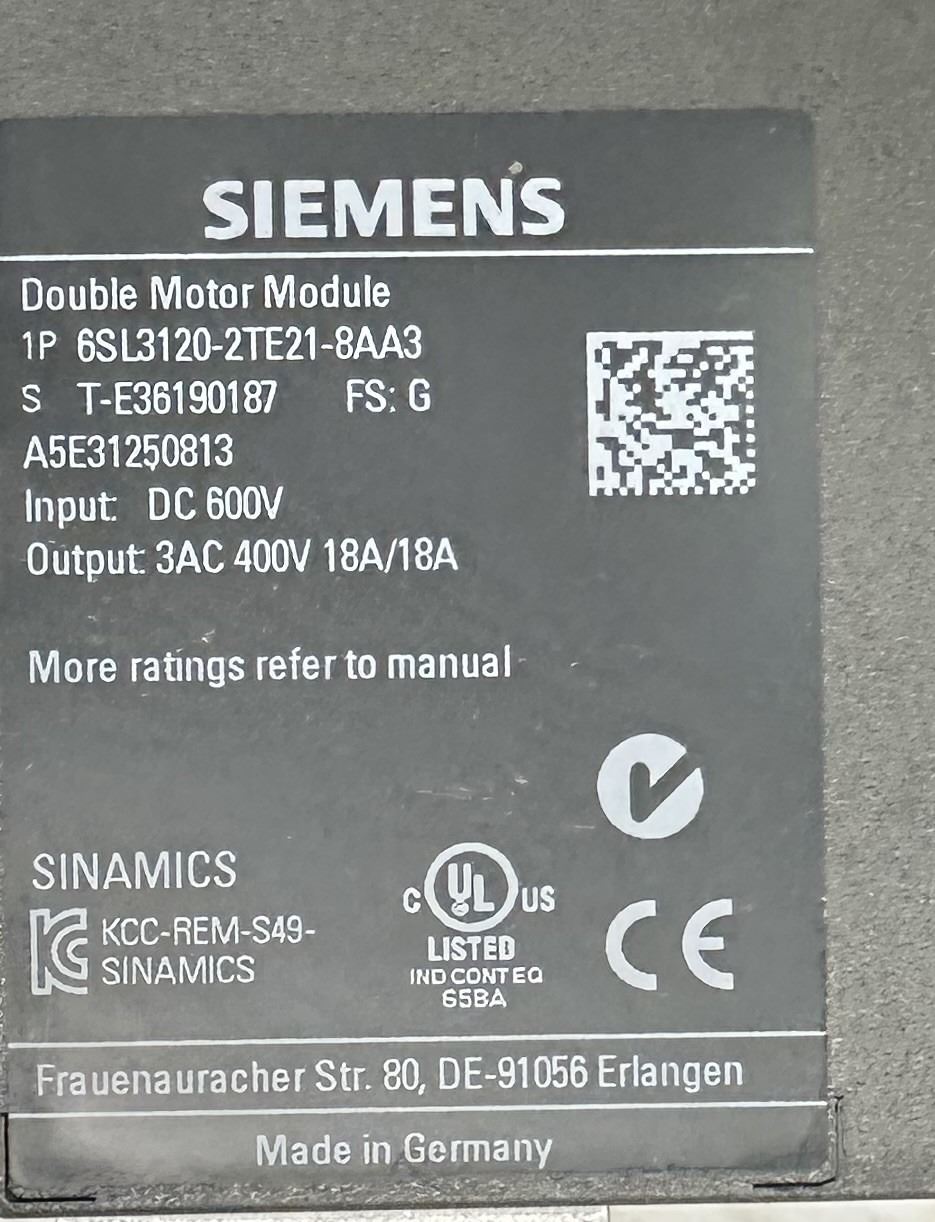 SIEMENS
Double Motor Module
1P 6SL3120-2TE21-8AA3
S T-E36190187 FS: G
A5E31250813
Input: DC 600V
Output: 3AC 400V 18A/18A
More ratings refer to manual
SINAMICS
KCC-REM-S49-
SINAMICS
C UL US
LISTED
IND CONT EQ
65BA
CE
Frauenauracher Str. 80, DE-91056 Erlangen
Made in Germany